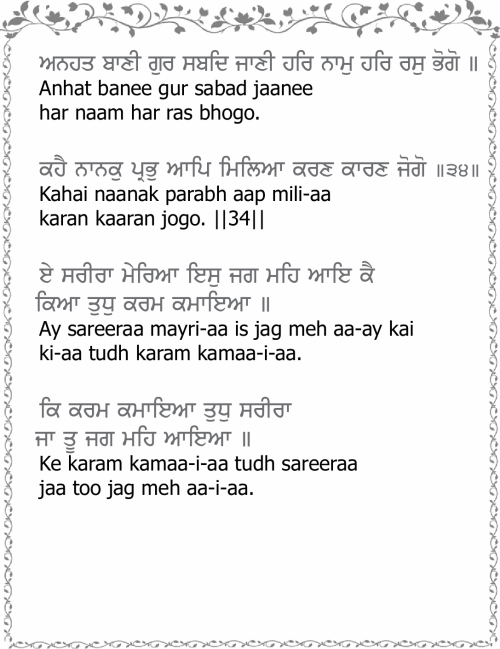 ਅਨਹਤ ਬਾਣੀ ਗੁਰ ਸਬਦਿ ਜਾਣੀ ਹਰਿ ਨਾਮੁ ਹਰਿ ਰਸੁ ਭੋਗੋ ॥
Anhat banee gur sabad jaanee
har naam har ras bhogo.
ਕਹੈ ਨਾਨਕੁ ਪ੍ਰਭੁ ਆਪਿ ਮਿਲਿਆ ਕਰਣ ਕਾਰਣ ਜੋਗੋ ॥੩੪॥
Kahai naanak parabh aap mili-aa
karan kaaran jogo. ||34||
ਏ ਸਰੀਰਾ ਮੇਰਿਆ ਇਸੁ ਜਗ ਮਹਿ ਆਇ ਕੈ
ਕਿਆ ਤੁਧੁ ਕਰਮ ਕਮਾਇਆ ॥
Ay sareeraa mayri-aa is jag meh aa-ay kai
ki-aa tudh karam kamaa-i-aa.
ਕਿ ਕਰਮ ਕਮਾਇਆ ਤੁਧੁ ਸਰੀਰਾ
ਜਾ ਤੂ ਜਗ ਮਹਿ ਆਇਆ ॥
Ke karam kamaa-i-aa tudh sareeraa
jaa too jag meh aa-i-aa.